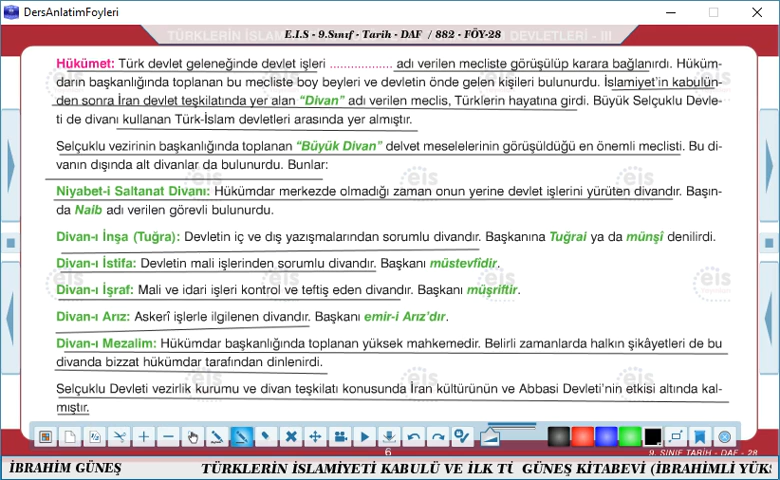 DersAnlatimFoyleri
E.I.S - 9.Sınıf - Tarih - DAF / 882 - FÖY-28
Hükümet: Türk devlet geleneğinde devlet işleri .................. adı verilen mecliste görüşülüp karara bağlanırdı. Hüküm-
darın başkanlığında toplanan bu mecliste boy beyleri ve devletin önde gelen kişileri bulunurdu. İslamiyet'in kabulün-
den sonra İran devlet teşkilatında yer alan "Divan" adı verilen meclis, Türklerin hayatına girdi. Büyük Selçuklu Devle-
ti de divanı kullanan Türk-İslam devletleri arasında yer almıştır.
Selçuklu vezirinin başkanlığında toplanan "Büyük Divan" delvet meselelerinin görüşüldüğü en önemli meclisti. Bu di-
vanın dışında alt divanlar da bulunurdu. Bunlar:
Niyabet-i Saltanat Divanı: Hükümdar merkezde olmadığı zaman onun yerine devlet işlerini yürüten divandır. Başın-
da Naib adı verilen görevli bulunurdu.
Divan-ı İnşa (Tuğra): Devletin iç ve dış yazışmalarından sorumlu divandır. Başkanına Tuğrai ya da münşî denilirdi.
Divan-ı İstifa: Devletin mali işlerinden sorumlu divandır. Başkanı müstevfîdir.
Divan-ı İşraf: Mali ve idari işleri kontrol ve teftiş eden divandır. Başkanı müşriftir.
Divan-ı Arız: Askerî işlerle ilgilenen divandır. Başkanı emir-i Arız'dır.
Divan-ı Mezalim: Hükümdar başkanlığında toplanan yüksek mahkemedir. Belirli zamanlarda halkın şikâyetleri de bu
divanda bizzat hükümdar tarafından dinlenirdi.
Selçuklu Devleti vezirlik kurumu ve divan teşkilatı konusunda İran kültürünün ve Abbasi Devleti'nin etkisi altında kal-
mıştır.
6
9. SINIF TARİH - DAF - 28
İBRAHİM GÜNEŞ
TÜRKLERİN İSLAMİYETİ KABULÜ VE İLK TÜ GÜNEŞ KİTABEVİ (İBRAHİMLİ YÜKS